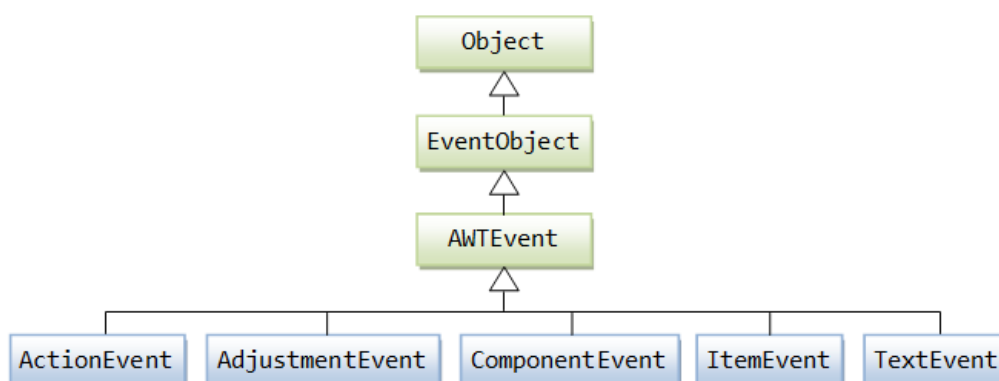 Object
EventObject
AWTEvent
ActionEvent AdjustmentEvent ComponentEvent ItemEvent TextEvent